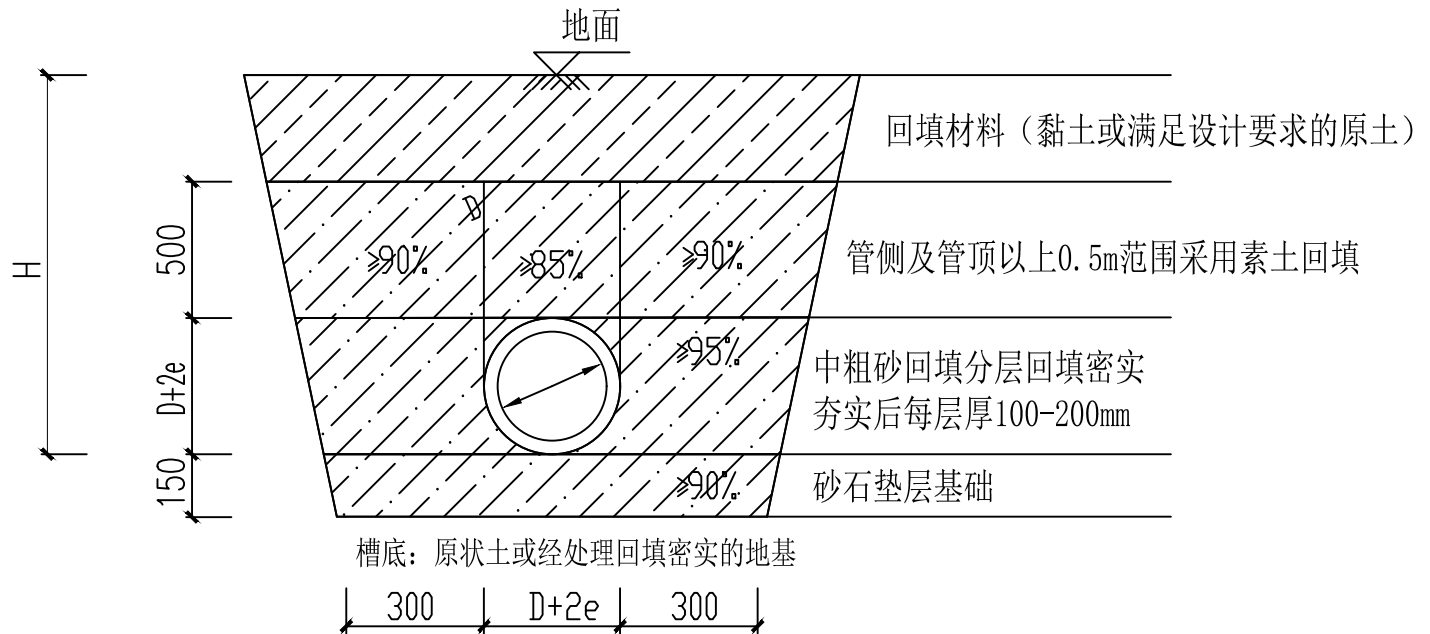 地面
回填材料（黏土或满足设计要求的原土）
H
500
D
≥90%
≥85%
≥90%
管侧及管顶以上0.5m范围采用素土回填
D+2e
≥95%
中粗砂回填分层回填密实
夯实后每层厚100-200mm
150
≥90%
砂石垫层基础
槽底：原状土或经处理回填密实的地基
300
D+2e
300